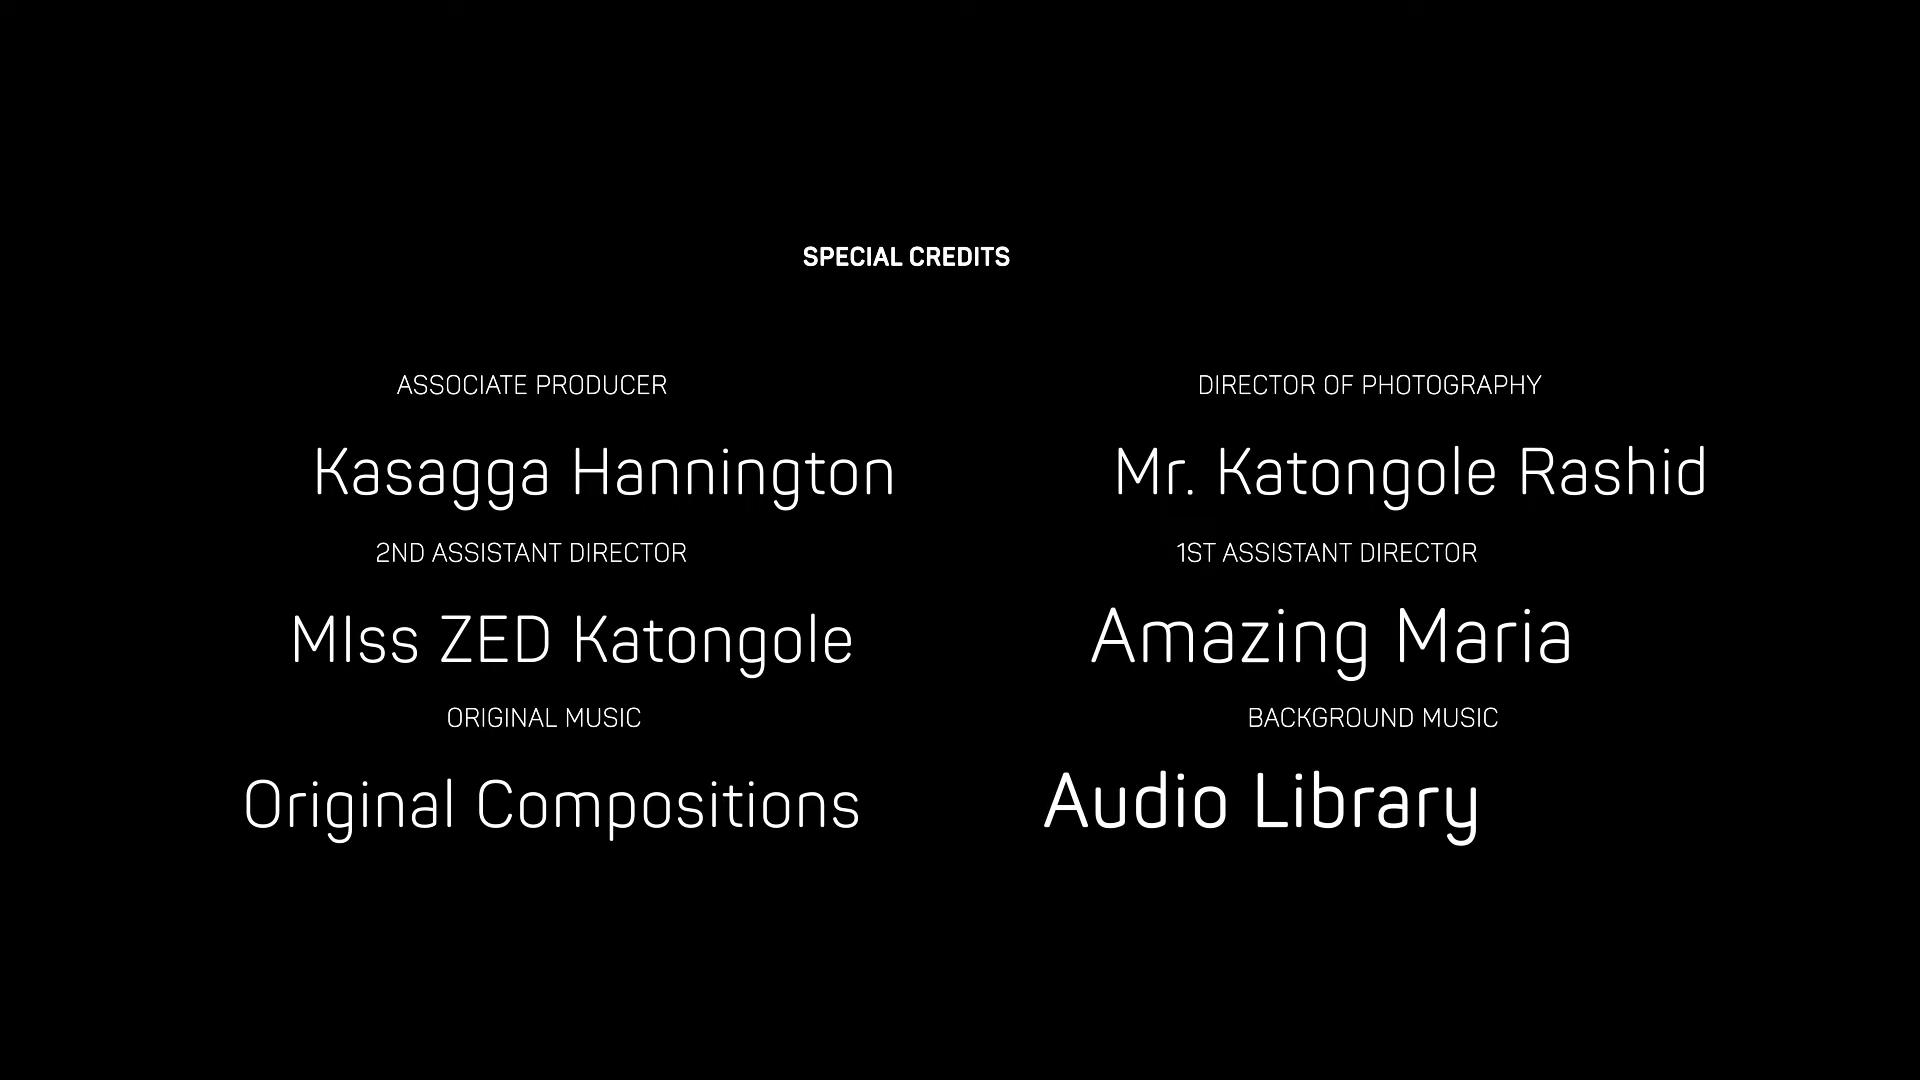 SPECIAL CREDITS
ASSOCIATE PRODUCER
Kasagga Hannington
DIRECTOR OF PHOTOGRAPHY
Mr. Katongole Rashid
2ND ASSISTANT DIRECTOR
MIss ZED Katongole
1ST ASSISTANT DIRECTOR
Amazing Maria
ORIGINAL MUSIC
Original Compositions
BACKGROUND MUSIC
Audio Library